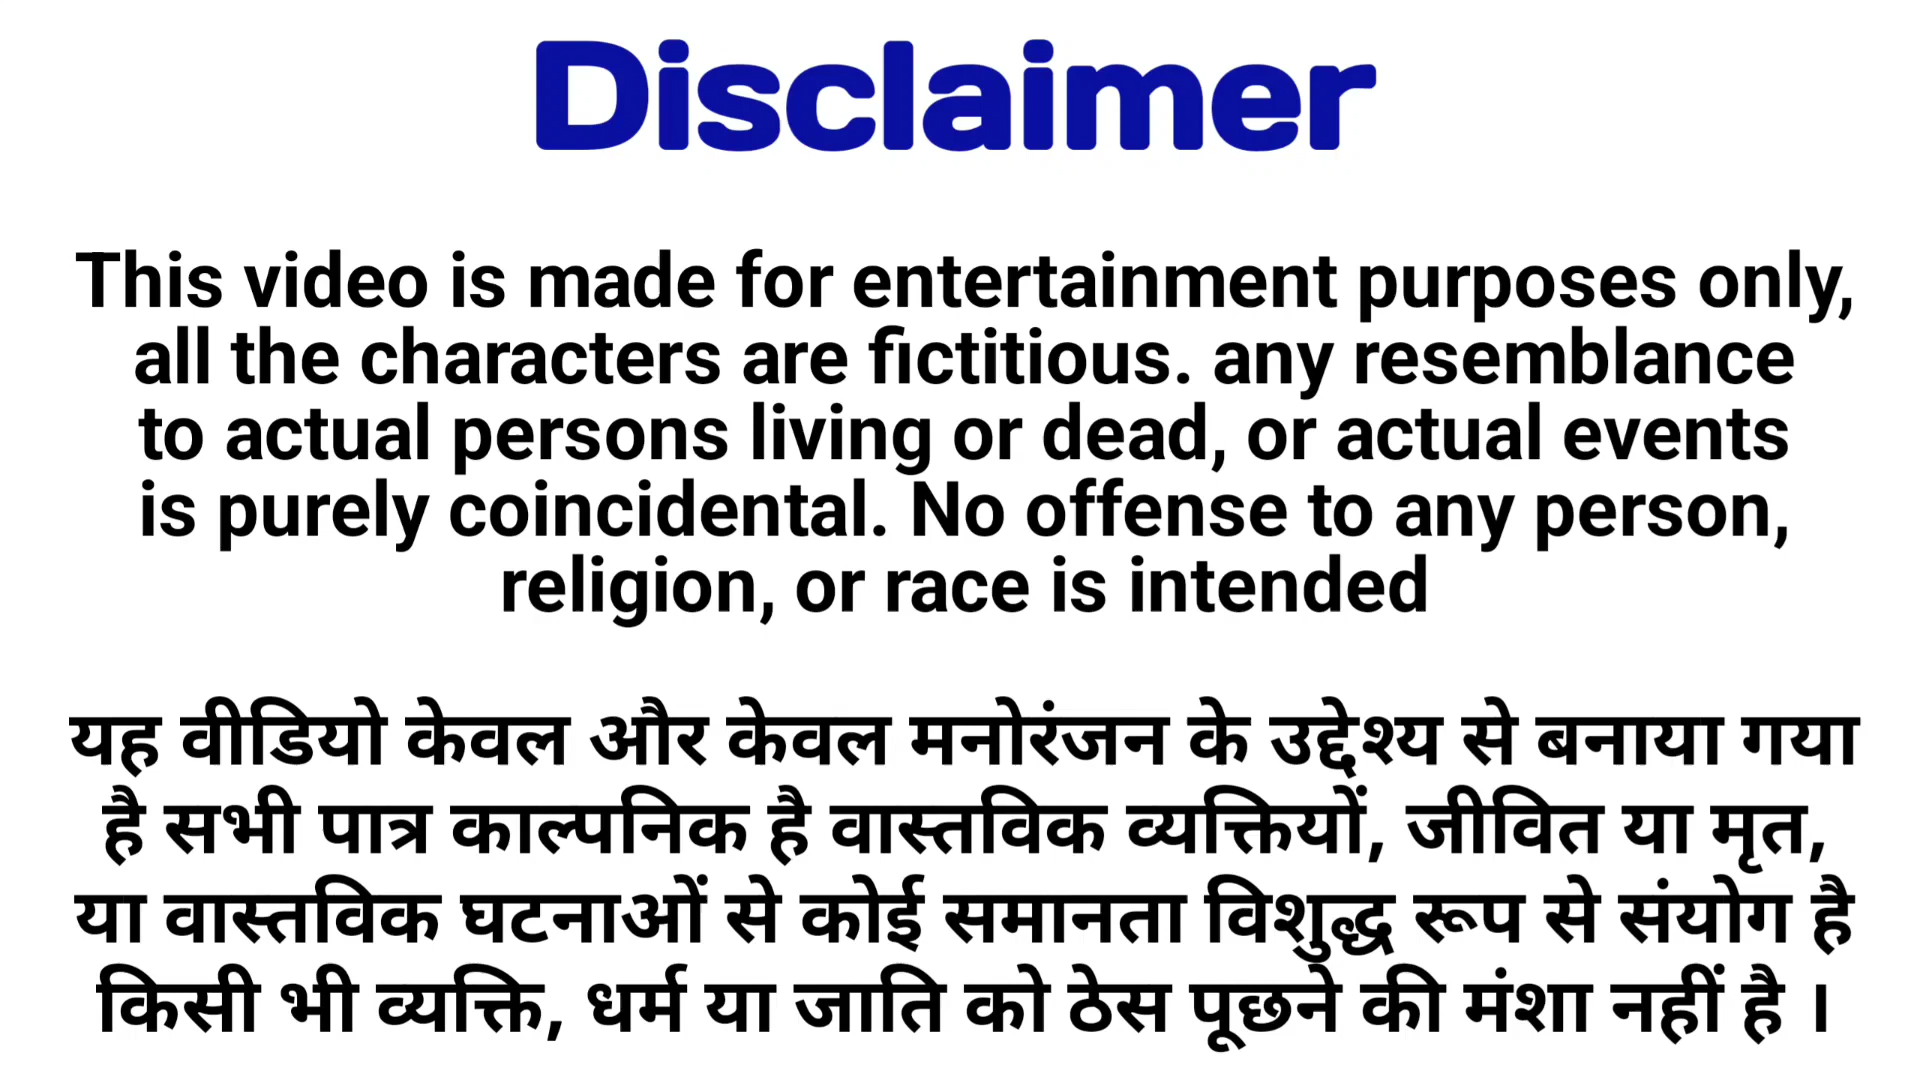 Disclaimer
This video is made for entertainment purposes only,
all the characters are fictitious. any resemblance
to actual persons living or dead, or actual events
is purely coincidental. No offense to any person,
religion, or race is intended
यह वीडियो केवल और केवल मनोरंजन के उद्देश्य से बनाया गया
है सभी पात्र काल्पनिक है वास्तविक व्यक्तियों, जीवित या मृत,
या वास्तविक घटनाओं से कोई समानता विशुद्ध रूप से संयोग है
किसी भी व्यक्ति, धर्म या जाति को ठेस पूछने की मंशा नहीं है ।